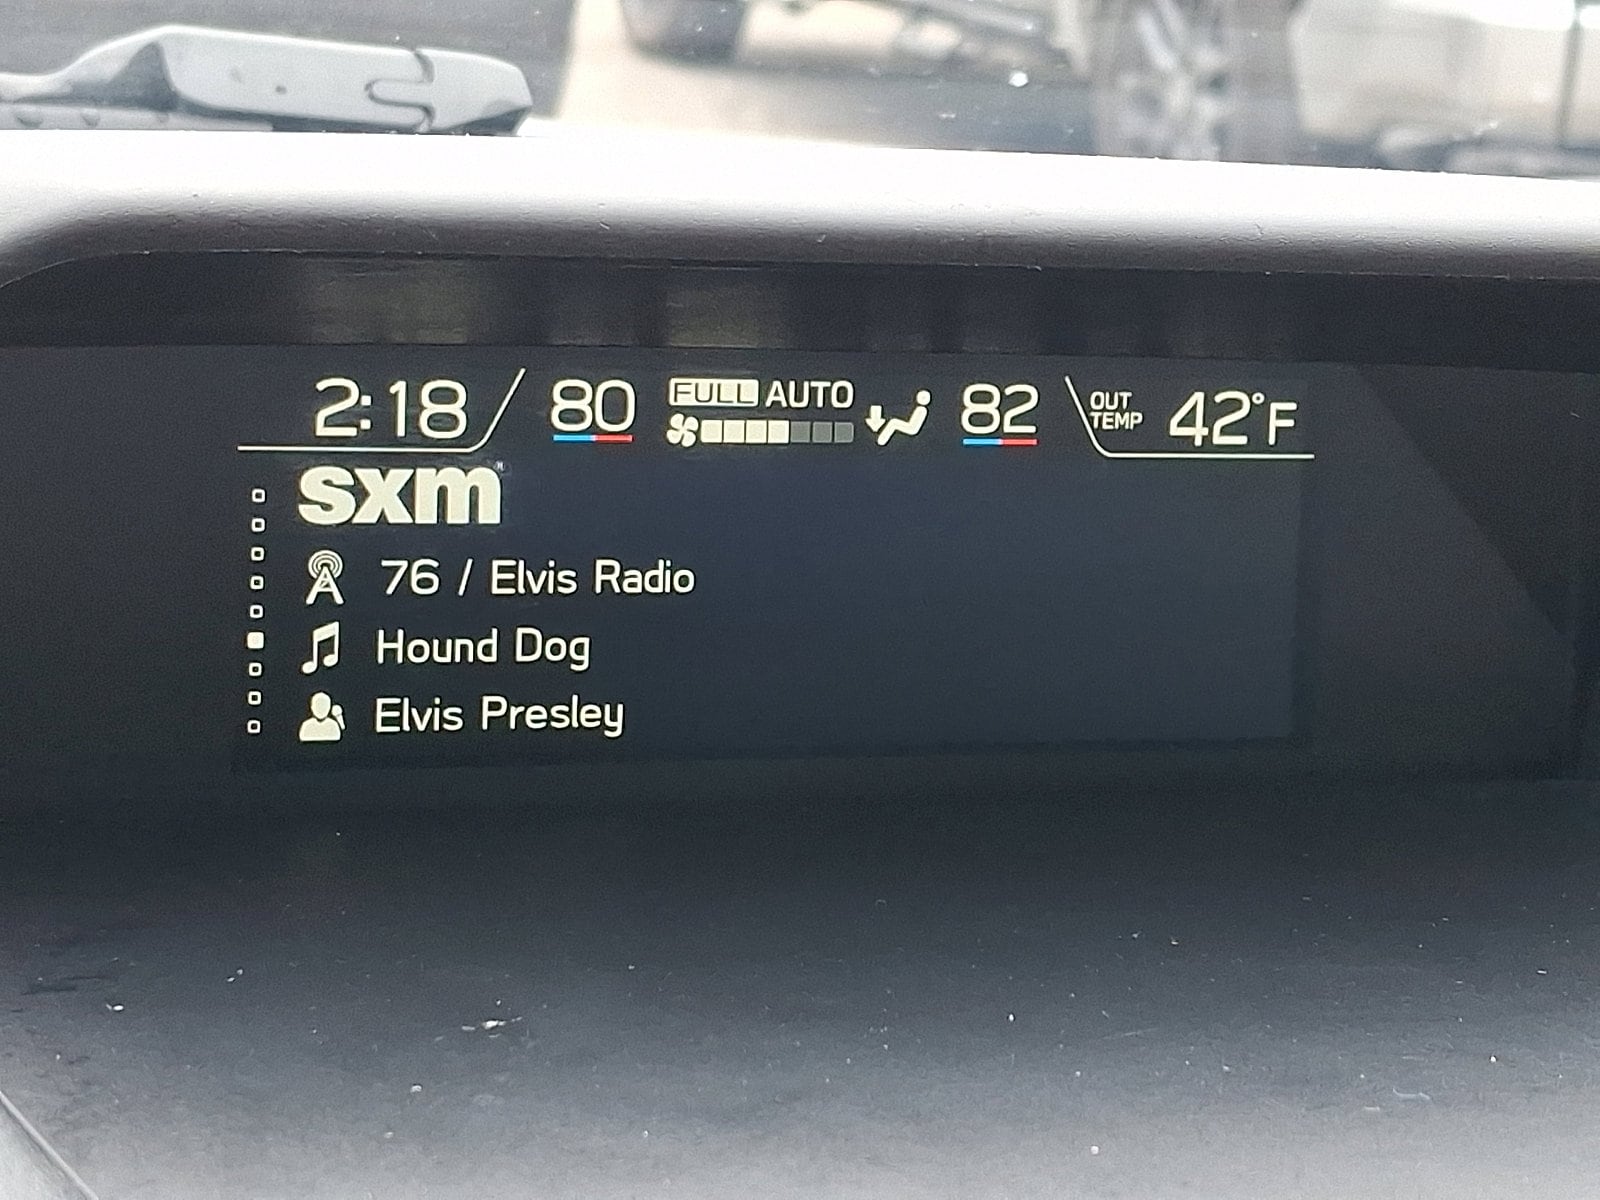 2:18 80 FULL AUTO 82 OUT TEMP 42°F
sxm
76 / Elvis Radio
Hound Dog
Elvis Presley